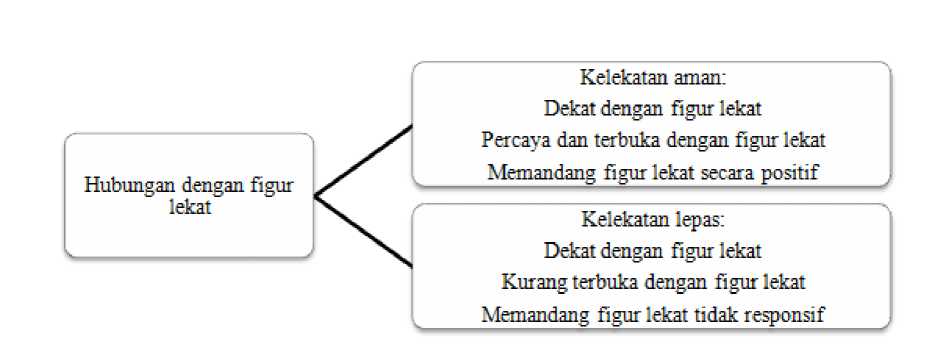 Hubungan dengan figur
lekat
Kelekatan aman:
Dekat dengan figur lekat
Percaya dan terbuka dengan figur lekat
Memandang figur lekat secara positif
Kelekatan lepas:
Dekat dengan figur lekat
Kurang terbuka dengan figur lekat
Memandang figur lekat tidak responsif